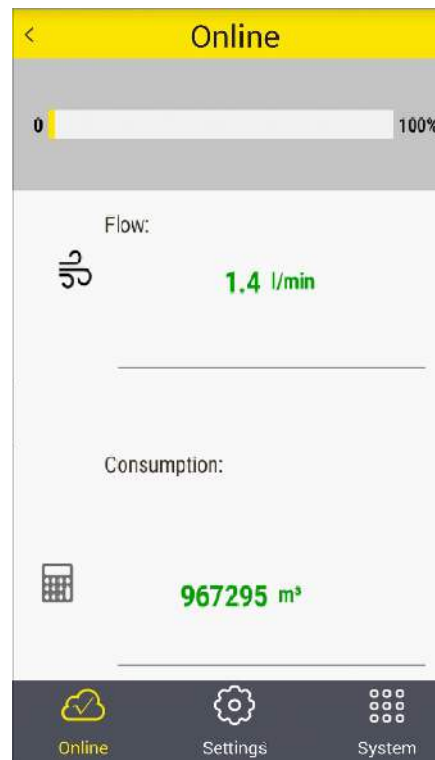 Online
0 100%
Flow:
1.4 l/min
Consumption:
967295 m³
Online Settings System